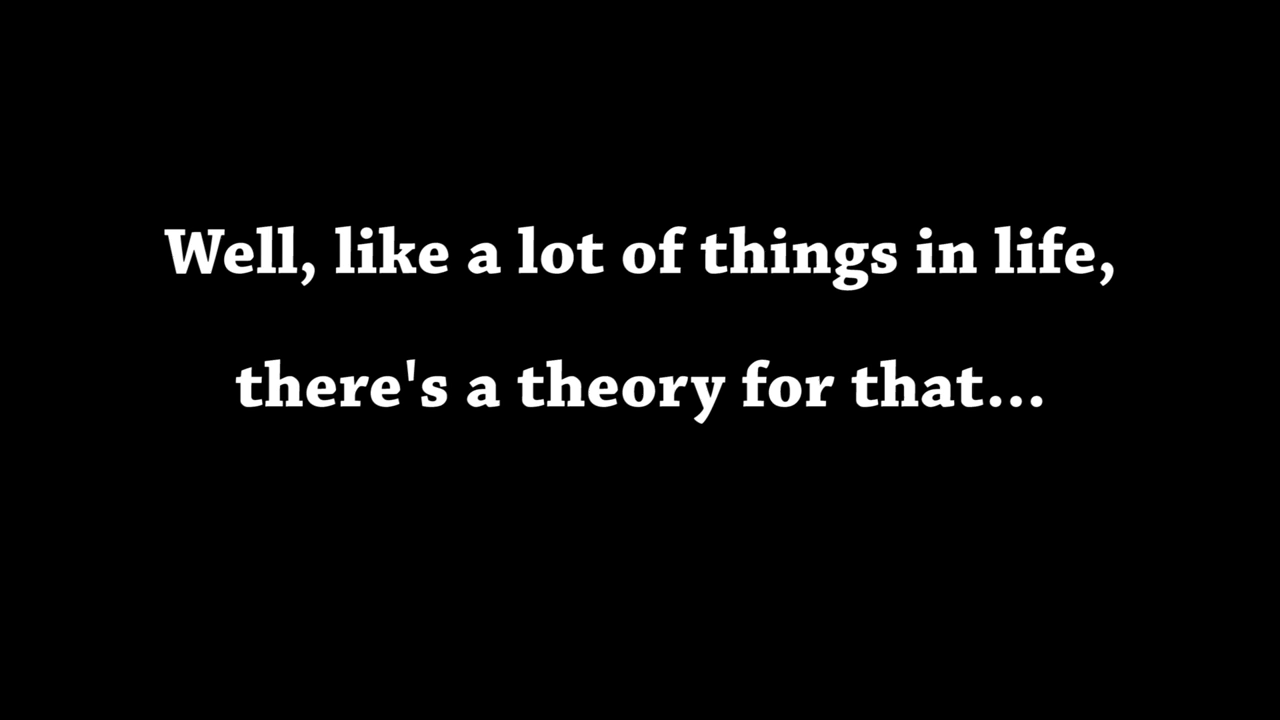 Well, like a lot of things in life,
there's a theory for that...